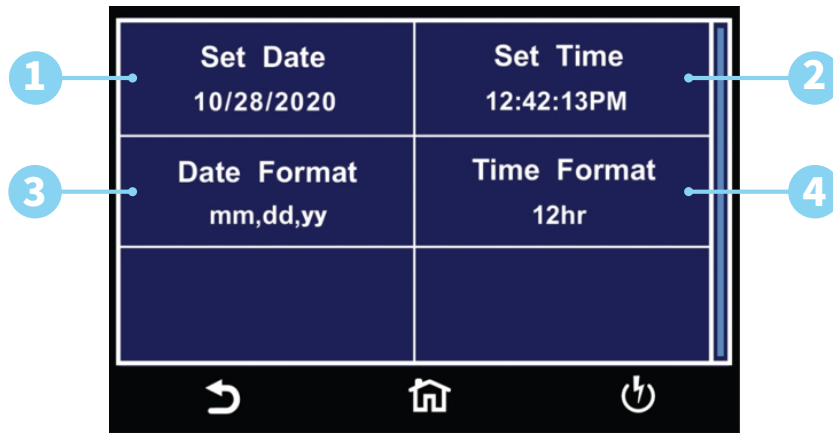 1
Set Date
10/28/2020
Set Time
12:42:13PM
2
3
Date Format
mm,dd,yy
Time Format
12hr
4